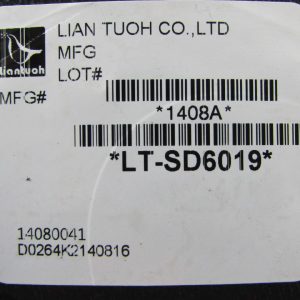 LIAN TUOH CO.,LTD
MFG
Liantuoh
LOT#
MFG#
*1408A*
*LT-SD6019*
14080041
D0264K2140816